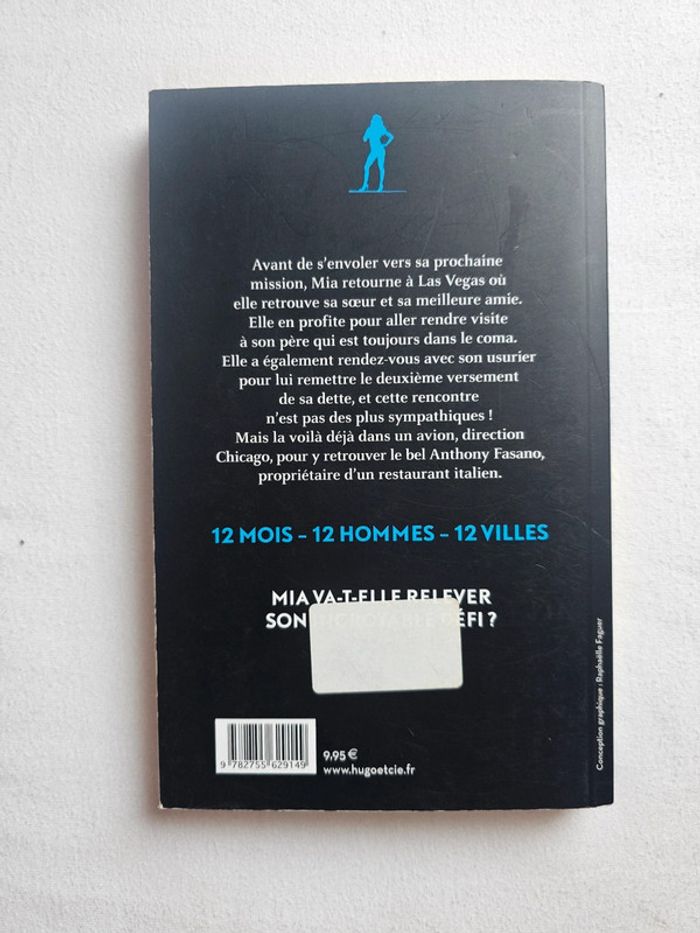 Avant de s'envoler vers sa prochaine
mission, Mia retourne à Las Vegas où
elle retrouve sa sœur et sa meilleure amie.
Elle en profite pour aller rendre visite
à son père qui est toujours dans le coma.
Elle a également rendez-vous avec son usurier
pour lui remettre le deuxième versement
de sa dette, et cette rencontre
n'est pas des plus sympathiques !
Mais la voilà déjà dans un avion, direction
Chicago, pour y retrouver le bel Anthony Fasano,
propriétaire d'un restaurant italien.
12 MOIS – 12 HOMMES – 12 VILLES
MIA VA-T-ELLE RELEVER
SON INCROYABLE DÉFI ?
9 782755 629149
9,95 €
www.hugoetcie.fr
Conception graphique : Raphaëlle Faguer